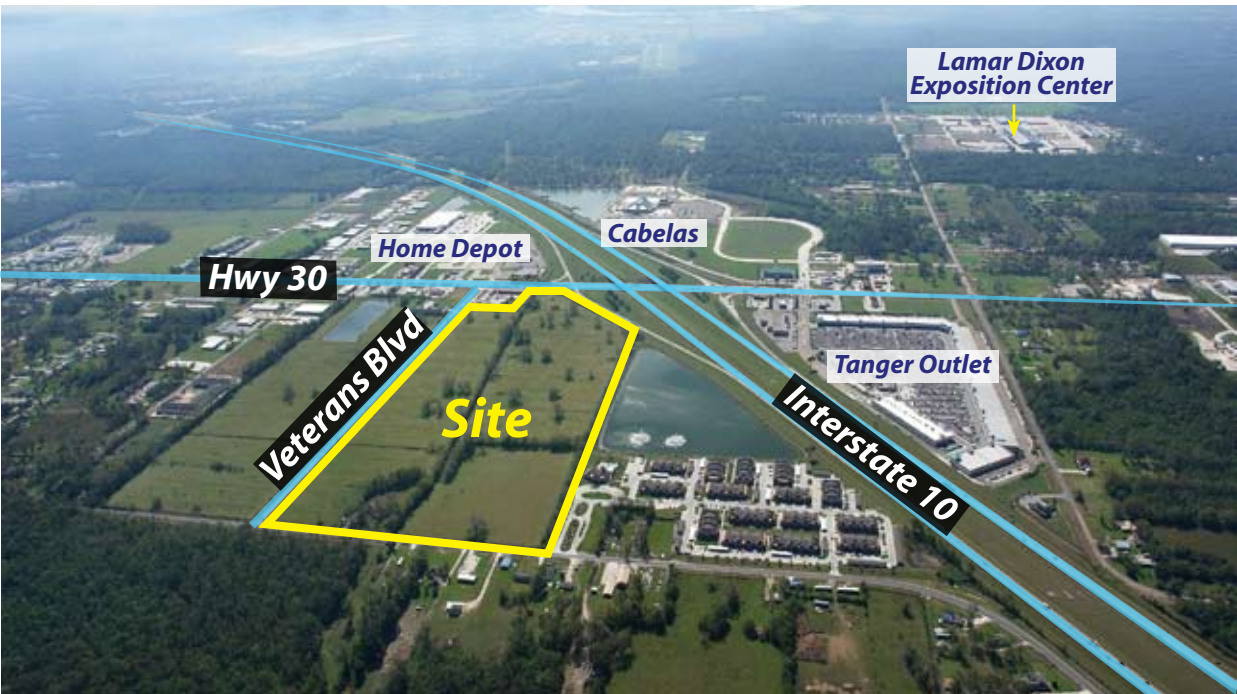 Lamar Dixon
Exposition Center
Cabelas
Home Depot
Hwy 30
Veterans Blvd
Tanger Outlet
Site
Interstate 10